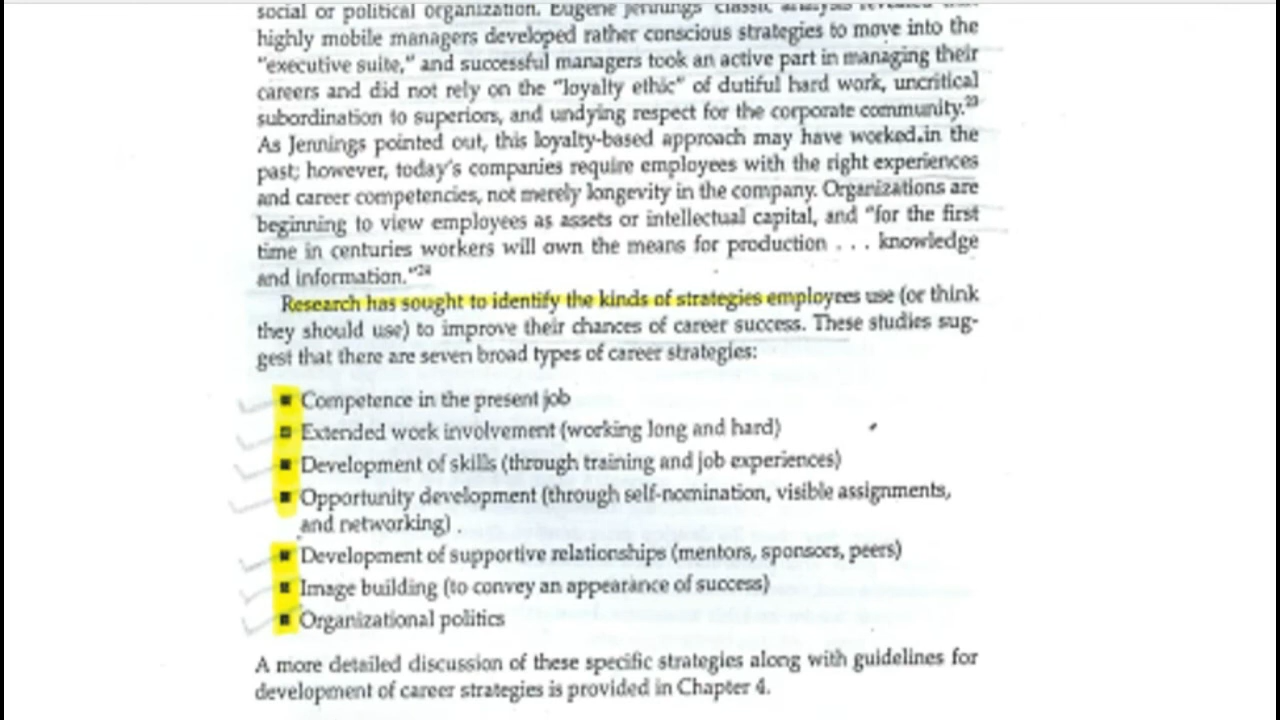 social or political organization. Eugene Jennings' classic analysis revealed that
highly mobile managers developed rather conscious strategies to move into the
"executive suite," and successful managers took an active part in managing their
careers and did not rely on the "loyalty ethic" of dutiful hard work, uncritical
subordination to superiors, and undying respect for the corporate community.23
As Jennings pointed out, this loyalty-based approach may have worked in the
past; however, today's companies require employees with the right experiences
and career competencies, not merely longevity in the company. Organizations are
beginning to view employees as assets or intellectual capital, and "for the first
time in centuries workers will own the means for production . . . knowledge
and information."24
Research has sought to identify the kinds of strategies employees use (or think
they should use) to improve their chances of career success. These studies sug-
gest that there are seven broad types of career strategies:
■ Competence in the present job
■ Extended work involvement (working long and hard)
■ Development of skills (through training and job experiences)
■ Opportunity development (through self-nomination, visible assignments,
and networking) .
■ Development of supportive relationships (mentors, sponsors, peers)
■ Image building (to convey an appearance of success)
■ Organizational politics
A more detailed discussion of these specific strategies along with guidelines for
development of career strategies is provided in Chapter 4.